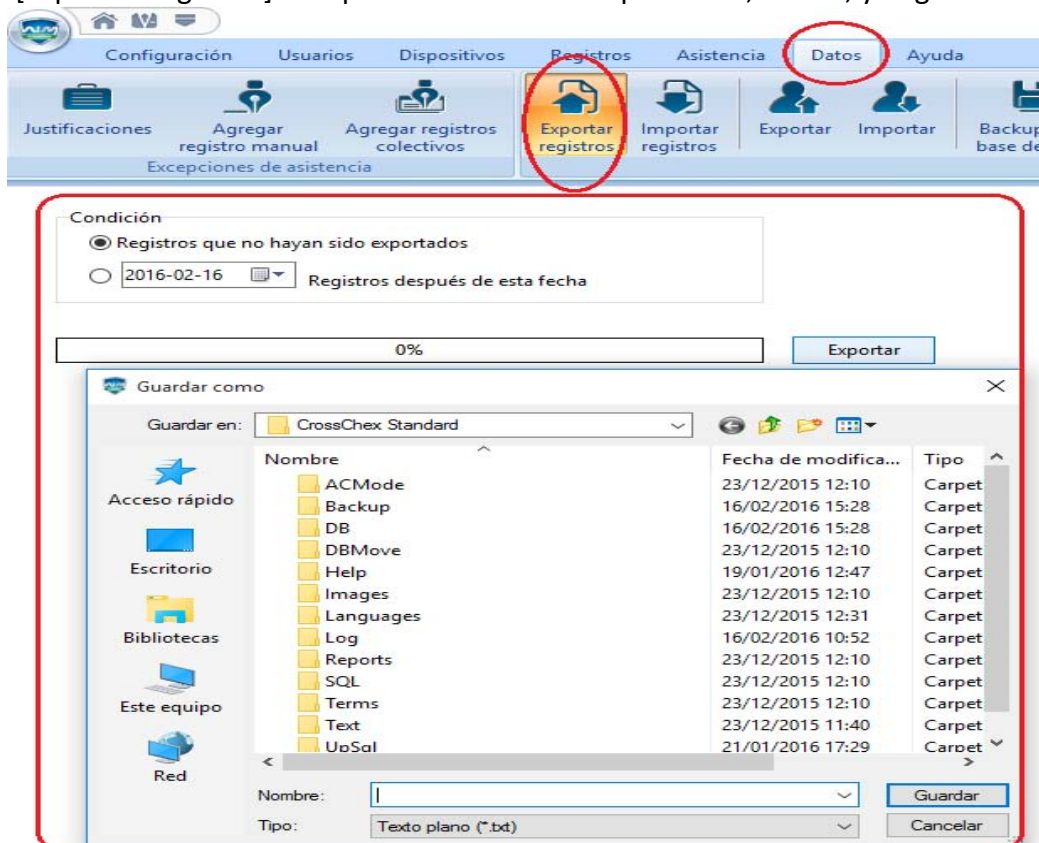 Configuración Usuarios Dispositivos Registros Asistencia Datos Ayuda
Justificaciones Agregar registro manual Agregar registros colectivos Exportar registros Importar registros Exportar Importar Backup base de
Excepciones de asistencia
Condición
Registros que no hayan sido exportados
2016-02-16 Registros después de esta fecha
0% Exportar
Guardar como
Guardar en: CrossChex Standard
Nombre Fecha de modifica... Tipo
ACMode 23/12/2015 12:10 Carpet
Backup 16/02/2016 15:28 Carpet
DB 16/02/2016 15:28 Carpet
DBMove 23/12/2015 12:10 Carpet
Help 19/01/2016 12:47 Carpet
Images 23/12/2015 12:10 Carpet
Languages 23/12/2015 12:31 Carpet
Log 16/02/2016 10:52 Carpet
Reports 23/12/2015 12:10 Carpet
SQL 23/12/2015 12:10 Carpet
Terms 23/12/2015 12:10 Carpet
Text 23/12/2015 11:40 Carpet
UpSql 21/01/2016 17:29 Carpet
Acceso rápido
Escritorio
Bibliotecas
Este equipo
Red
Nombre: Guardar
Tipo: Texto plano (*.txt) Cancelar